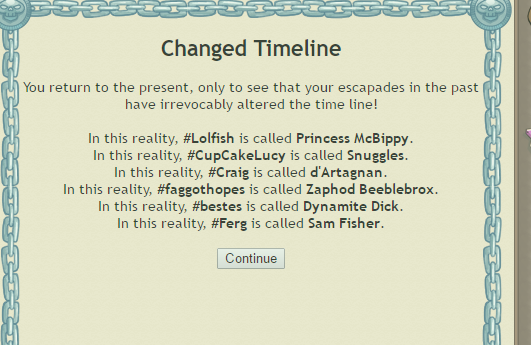 Changed Timeline
You return to the present, only to see that your escapades in the past
have irrevocably altered the time line!
In this reality, #Lolfish is called Princess McBippy.
In this reality, #CupCakeLucy is called Snuggles.
In this reality, #Craig is called d'Artagnan.
In this reality, #faggothopes is called Zaphod Beeblebrox.
In this reality, #bestes is called Dynamite Dick.
In this reality, #Ferg is called Sam Fisher.
Continue